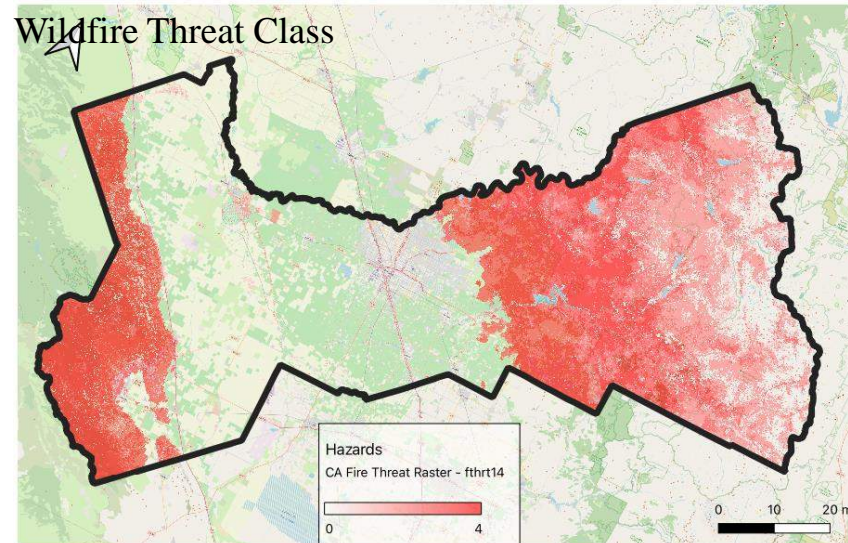 Wildfire Threat Class
Hazards
CA Fire Threat Raster - fthrt14
0 4
0 10 20 m